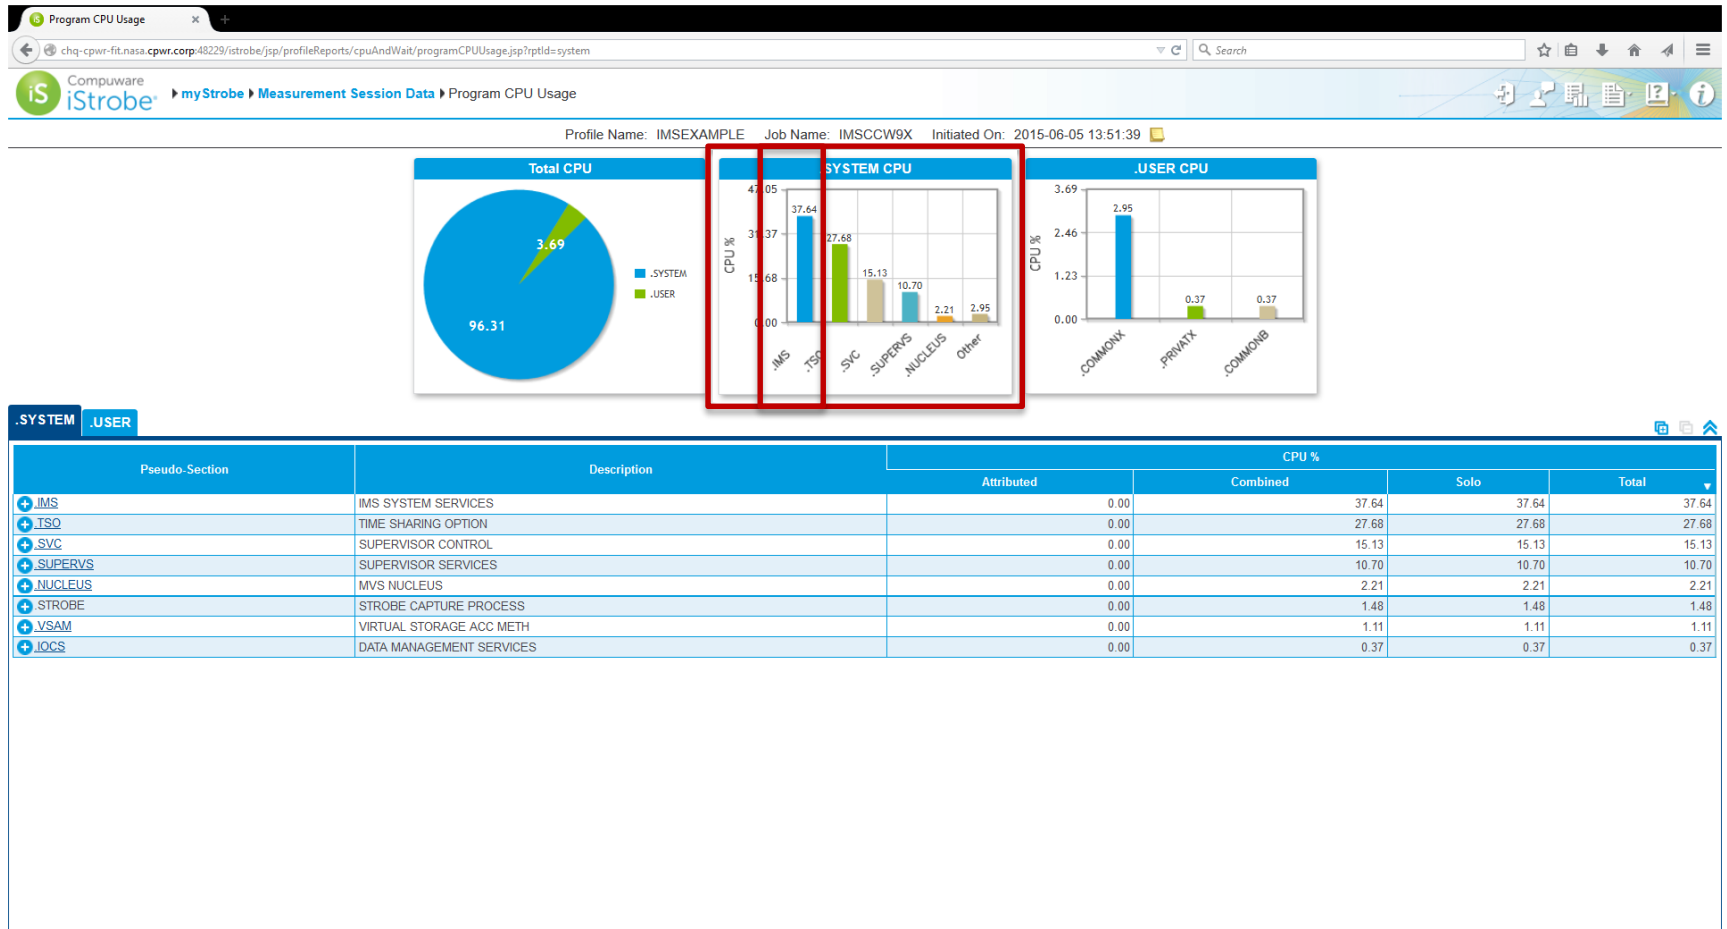 Program CPU Usage × +
chq-cpwr-fit.nasa.cpwr.corp:48229/istrobe/jsp/profileReports/cpuAndWait/programCPUUsage.jsp?rptId=system
Search
iS Compuware iStrobe
myStrobe Measurement Session Data Program CPU Usage
Profile Name: IMSEXAMPLE Job Name: IMSCCW9X Initiated On: 2015-06-05 13:51:39
Total CPU
3.69
96.31
.SYSTEM
.USER
.SYSTEM CPU
CPU %
47.05
31.37
15.68
0.00
37.64
27.68
15.13
10.70
2.21
2.95
.IMS
.TSO
.SVC
.SUPERVS
.NUCLEUS
Other
.USER CPU
CPU %
3.69
2.46
1.23
0.00
2.95
0.37
0.37
.COMMONX
.PRIVATX
.COMMONB
.SYSTEM .USER
Pseudo-Section Description CPU %
Attributed Combined Solo Total
.IMS IMS SYSTEM SERVICES 0.00 37.64 37.64 37.64
.TSO TIME SHARING OPTION 0.00 27.68 27.68 27.68
.SVC SUPERVISOR CONTROL 0.00 15.13 15.13 15.13
.SUPERVS SUPERVISOR SERVICES 0.00 10.70 10.70 10.70
.NUCLEUS MVS NUCLEUS 0.00 2.21 2.21 2.21
.STROBE STROBE CAPTURE PROCESS 0.00 1.48 1.48 1.48
.VSAM VIRTUAL STORAGE ACC METH 0.00 1.11 1.11 1.11
.IOCS DATA MANAGEMENT SERVICES 0.00 0.37 0.37 0.37